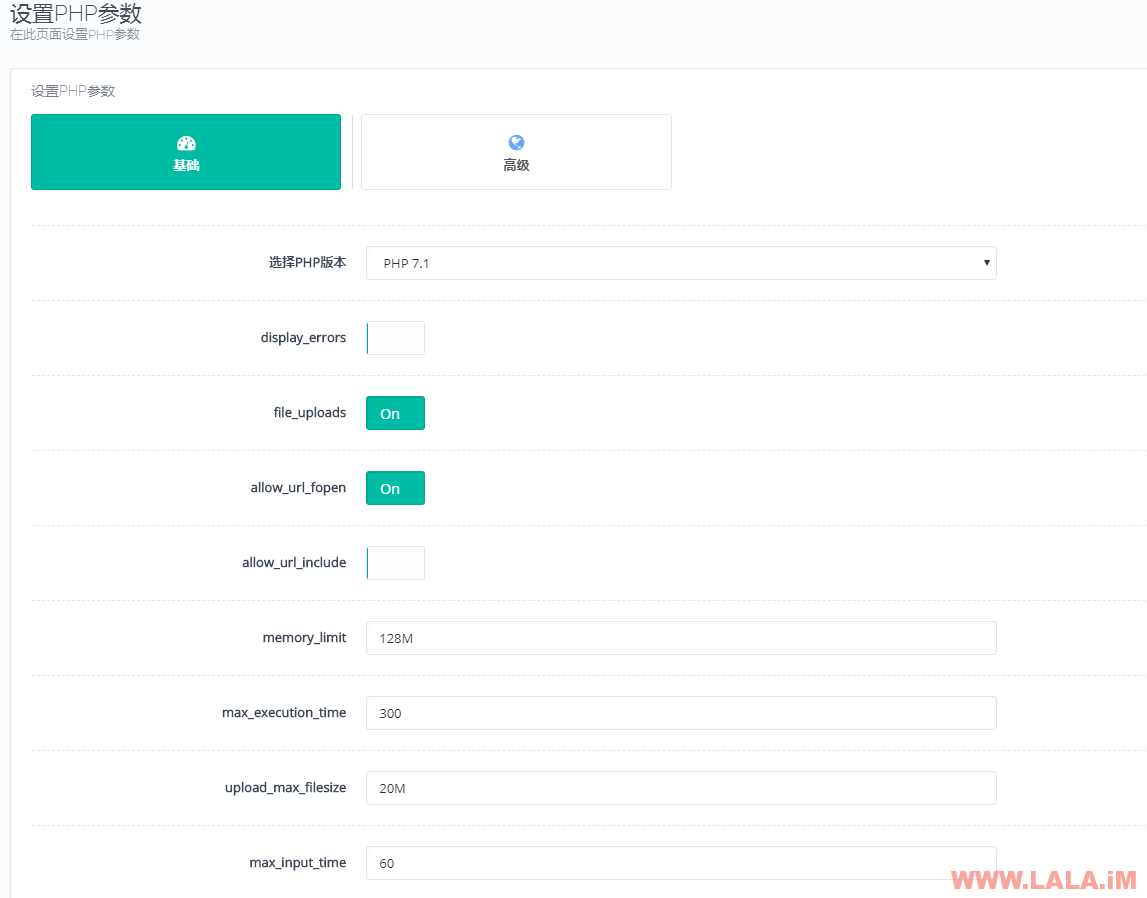 设置PHP参数
在此页面设置PHP参数
设置PHP参数
基础
高级
选择PHP版本
PHP 7.1
display_errors
file_uploads
On
allow_url_fopen
On
allow_url_include
memory_limit
128M
max_execution_time
300
upload_max_filesize
20M
max_input_time
60
WWW.LALA.iM